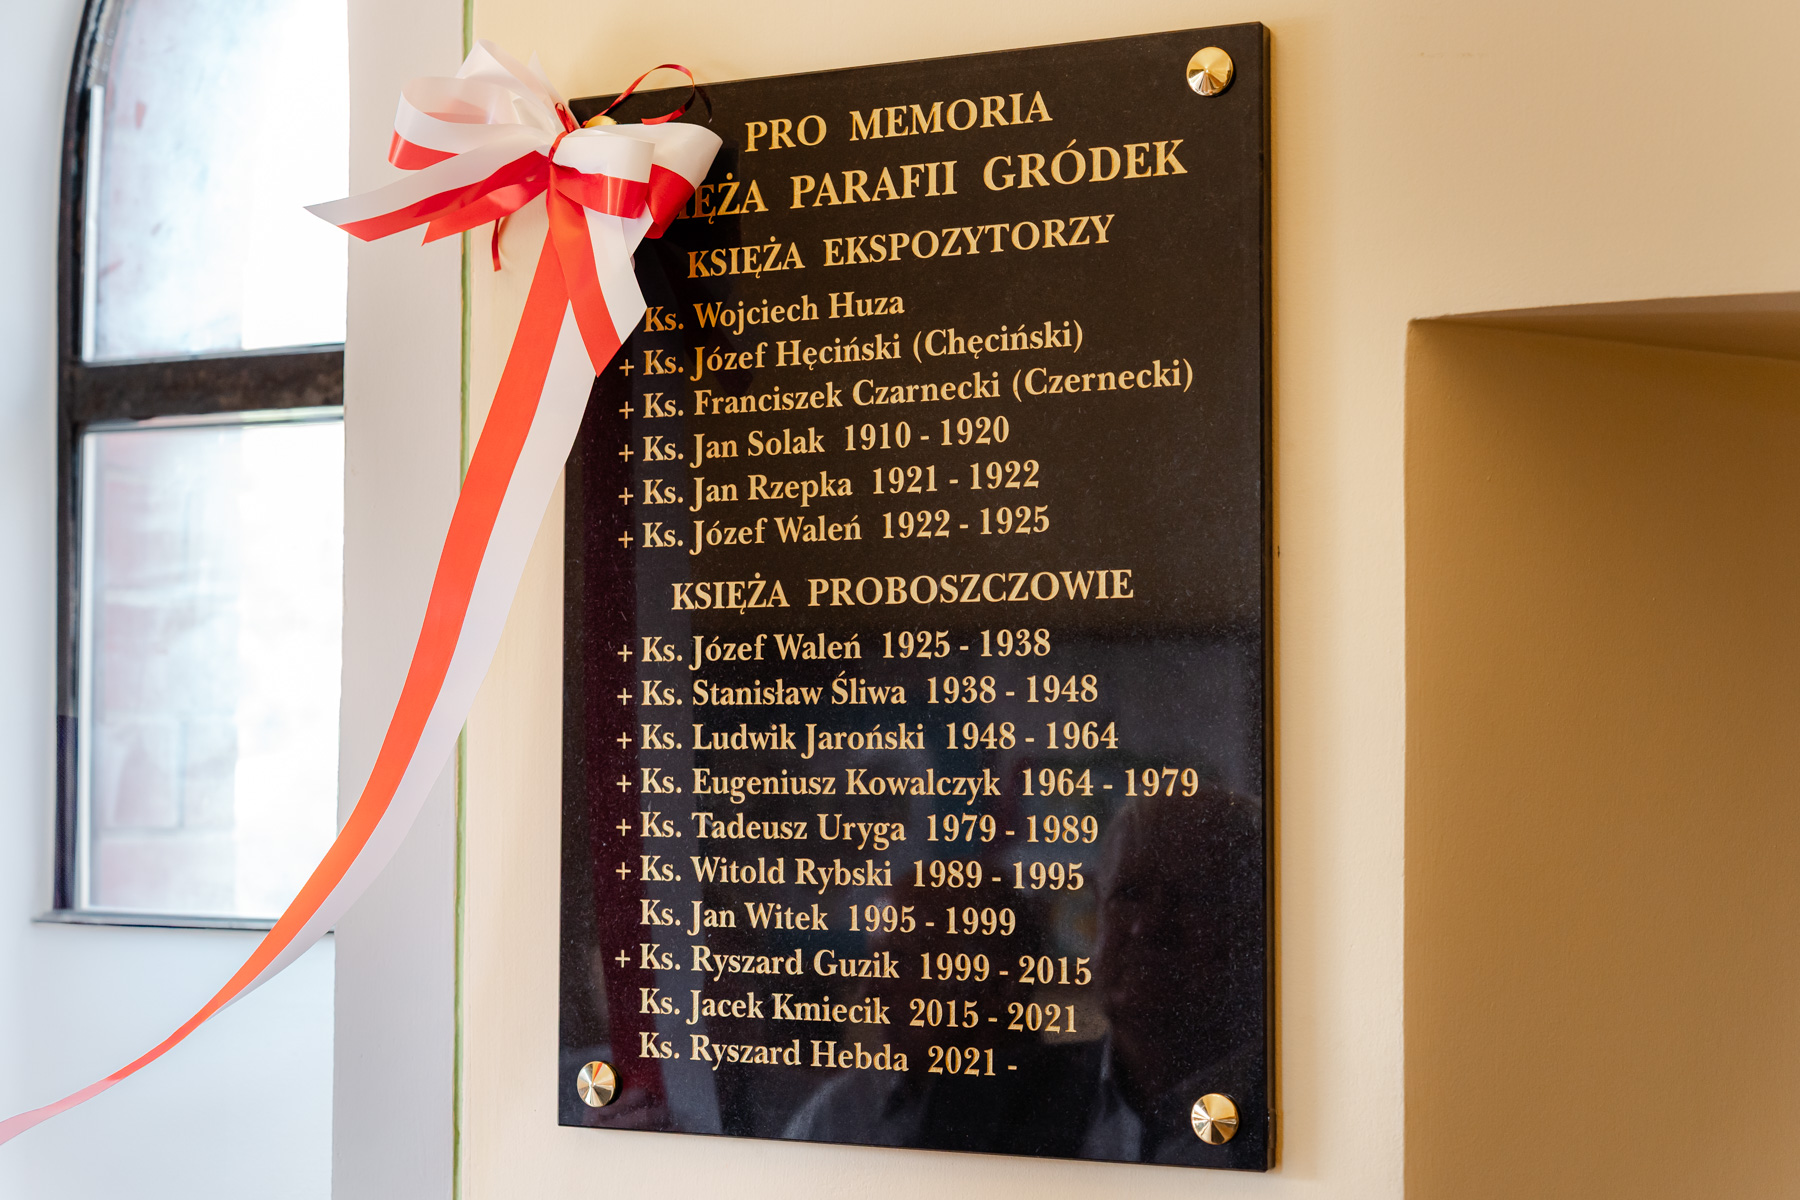 PRO MEMORIA
PARAFII GRÓDEK
KSIĘŻA EKSPOZYTORZY
Ks. Wojciech Huza
+ Ks. Józef Hęciński (Chęciński)
+ Ks. Franciszek Czarnecki (Czernecki)
+ Ks. Jan Solak 1910 - 1920
+ Ks. Jan Rzepka 1921 - 1922
+ Ks. Józef Waleń 1922 - 1925
KSIĘŻA PROBOSZCZOWIE
+ Ks. Józef Waleń 1925 - 1938
+ Ks. Stanisław Śliwa 1938 - 1948
+ Ks. Ludwik Jaroński 1948 - 1964
+ Ks. Eugeniusz Kowalczyk 1964 - 1979
+ Ks. Tadeusz Uryga 1979 - 1989
+ Ks. Witold Rybski 1989 - 1995
Ks. Jan Witek 1995 - 1999
+ Ks. Ryszard Guzik 1999 - 2015
Ks. Jacek Kmiecik 2015 - 2021
Ks. Ryszard Hebda 2021 -